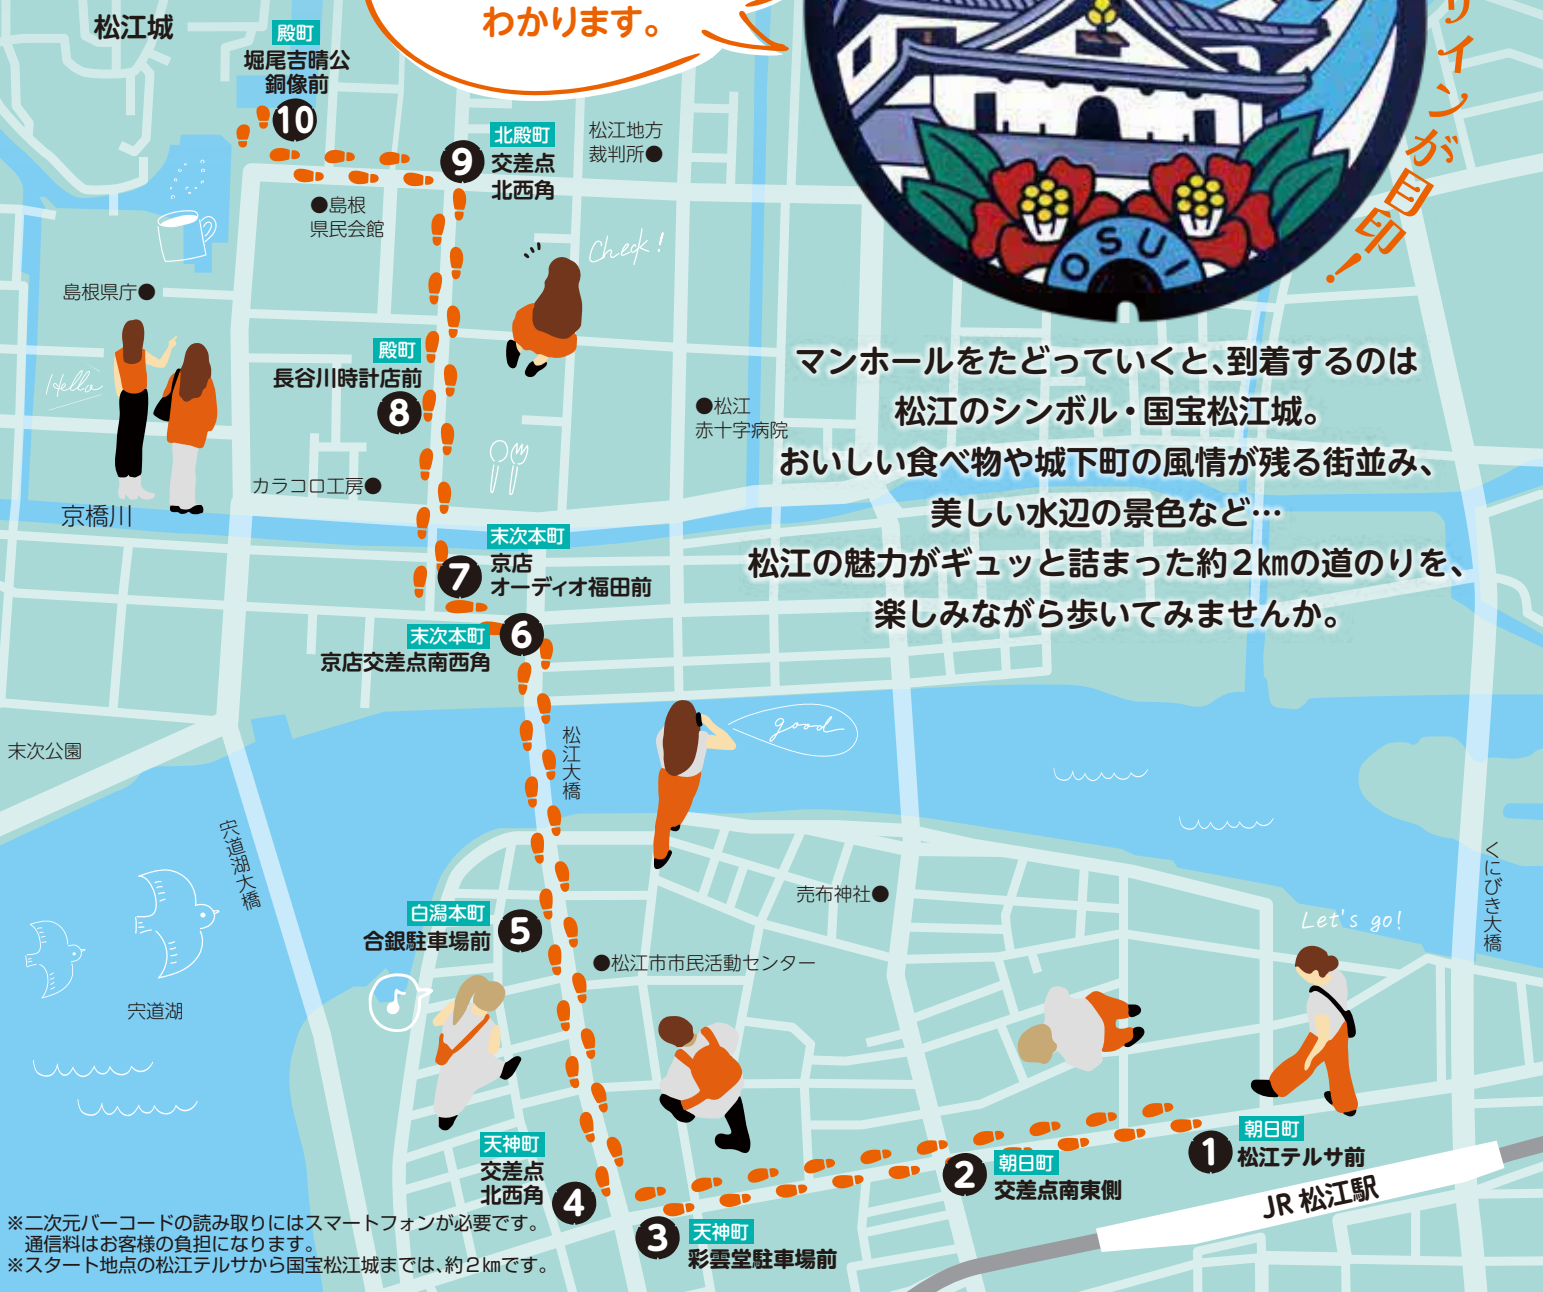 わかります。
リインが目印！
松江城
殿町
堀尾吉晴公
銅像前
10
9
北殿町
交差点
北西角
松江地方
裁判所●
●島根
県民会館
Check!
島根県庁●
Hello
殿町
長谷川時計店前
8
●松江
赤十字病院
カラコロ工房●
京橋川
OSUI
マンホールをたどっていくと、到着するのは
松江のシンボル・国宝松江城。
おいしい食べ物や城下町の風情が残る街並み、
美しい水辺の景色など…
松江の魅力がギュッと詰まった約２㎞の道のりを、
楽しみながら歩いてみませんか。
末次本町
7
京店
オーディオ福田前
末次本町
6
京店交差点南西角
末次公園
松江大橋
good
宍道湖大橋
くにびき大橋
売布神社●
白潟本町
合銀駐車場前
5
●松江市市民活動センター
宍道湖
Let's go!
天神町
交差点
北西角
4
3
天神町
彩雲堂駐車場前
2
朝日町
交差点南東側
1
朝日町
松江テルサ前
JR 松江駅
※二次元バーコードの読み取りにはスマートフォンが必要です。
通信料はお客様の負担になります。
※スタート地点の松江テルサから国宝松江城までは、約２㎞です。